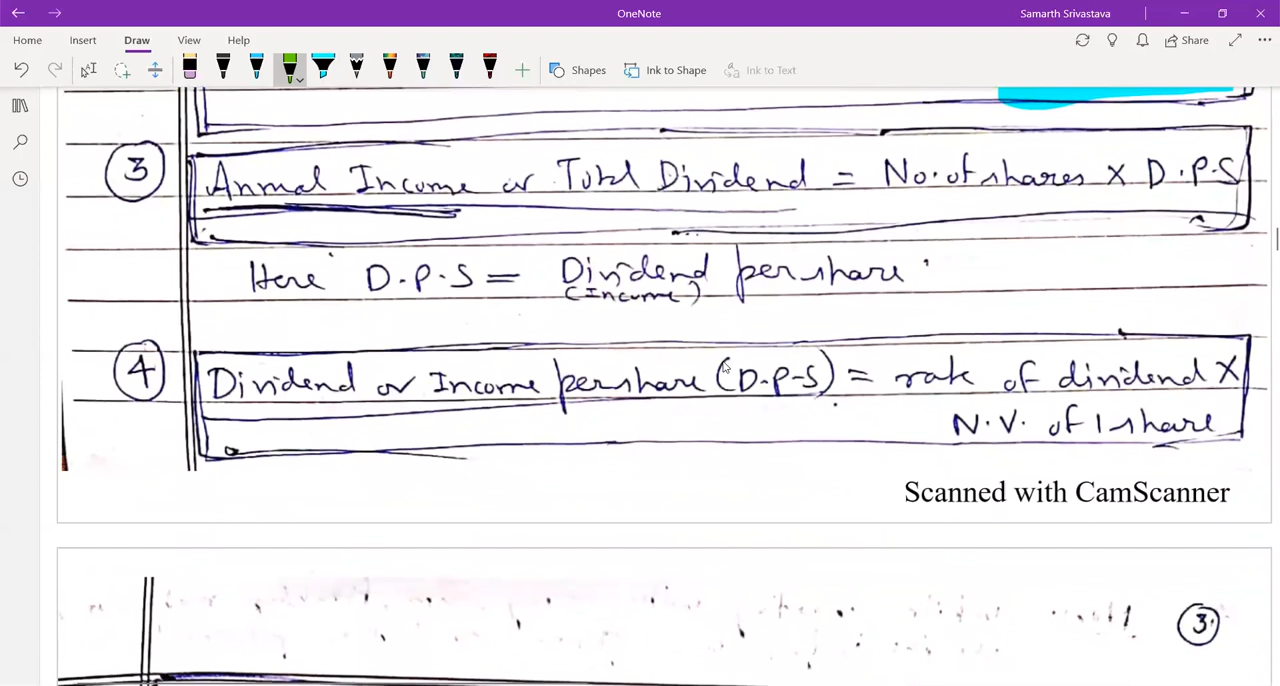 OneNote
Samarth Srivastava
Home Insert Draw View Help
Share
Shapes Ink to Shape Ink to Text
3 Annual Income or Total Dividend = No. of shares X D.P.S
Here D.P.S = Dividend per share
(Income)
4 Dividend or Income per share (D.P.S) = rate of dividend X
N.V. of 1 share
Scanned with CamScanner
3